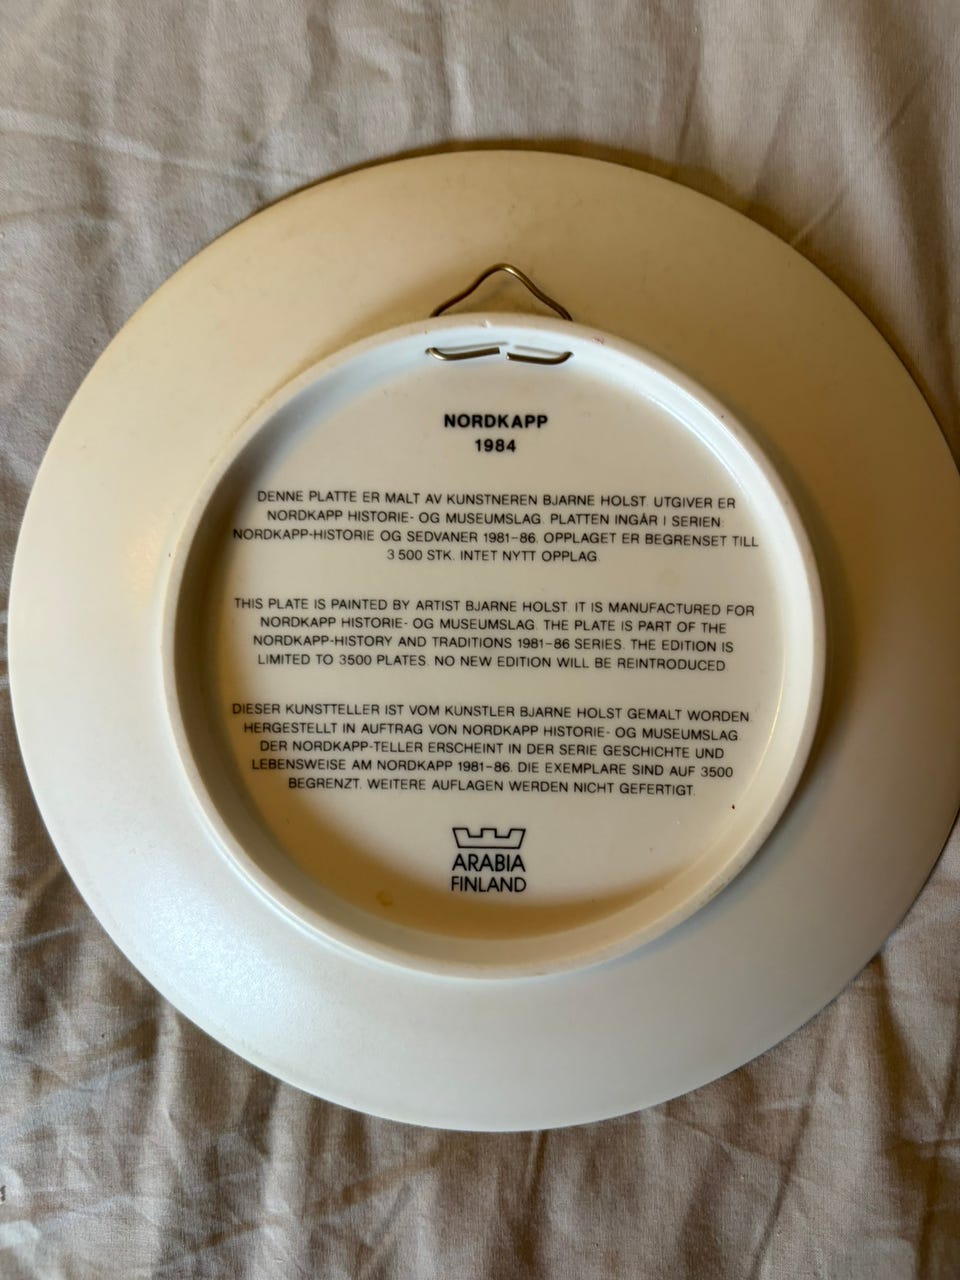 NORDKAPP
1984
DENNE PLATTE ER MALT AV KUNSTNEREN BJARNE HOLST. UTGIVER ER
NORDKAPP HISTORIE- OG MUSEUMSLAG. PLATTEN INGÅR I SERIEN:
NORDKAPP-HISTORIE OG SEDVANER 1981-86. OPPLAGET ER BEGRENSET TILL
3 500 STK. INTET NYTT OPPLAG.
THIS PLATE IS PAINTED BY ARTIST BJARNE HOLST. IT IS MANUFACTURED FOR
NORDKAPP HISTORIE- OG MUSEUMSLAG. THE PLATE IS PART OF THE
NORDKAPP-HISTORY AND TRADITIONS 1981-86 SERIES. THE EDITION IS
LIMITED TO 3500 PLATES. NO NEW EDITION WILL BE REINTRODUCED.
DIESER KUNSTTELLER IST VOM KUNSTLER BJARNE HOLST GEMALT WORDEN.
HERGESTELLT IN AUFTRAG VON NORDKAPP HISTORIE- OG MUSEUMSLAG.
DER NORDKAPP-TELLER ERSCHEINT IN DER SERIE GESCHICHTE UND
LEBENSWEISE AM NORDKAPP 1981-86. DIE EXEMPLARE SIND AUF 3500
BEGRENZT. WEITERE AUFLAGEN WERDEN NICHT GEFERTIGT.
ARABIA
FINLAND